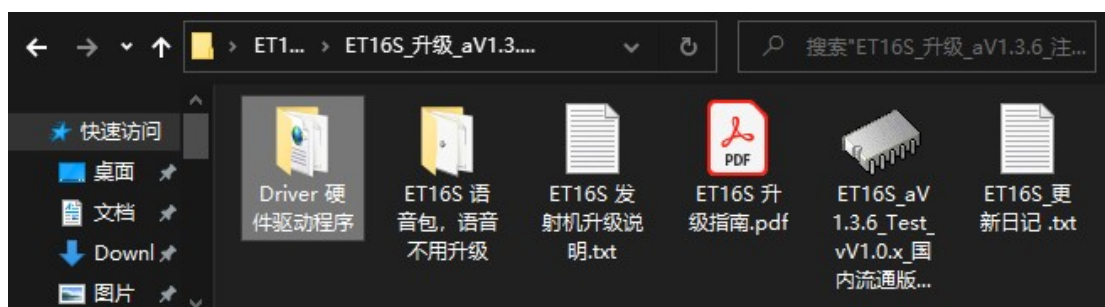 ET1... › ET16S_升级_aV1.3....
搜索"ET16S_升级_aV1.3.6_注...
快速访问
桌面
文档
Downl
图片
Driver 硬
件驱动程序
ET16S 语
音包，语音
不用升级
ET16S 发
射机升级说
明.txt
PDF
ET16S 升
级指南.pdf
ET16S_aV
1.3.6_Test_
vV1.0.x_国
内流通版...
ET16S_更
新日记 .txt